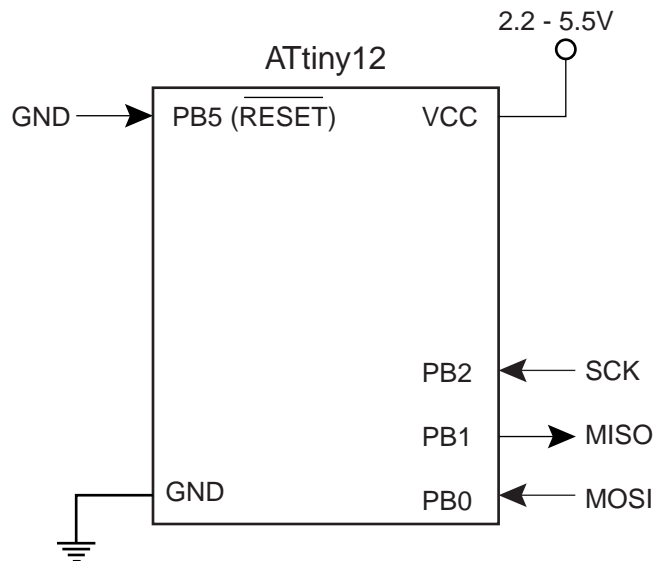 2.2 - 5.5V
ATtiny12
GND PB5 (RESET) VCC
PB2 SCK
PB1 MISO
GND PB0 MOSI